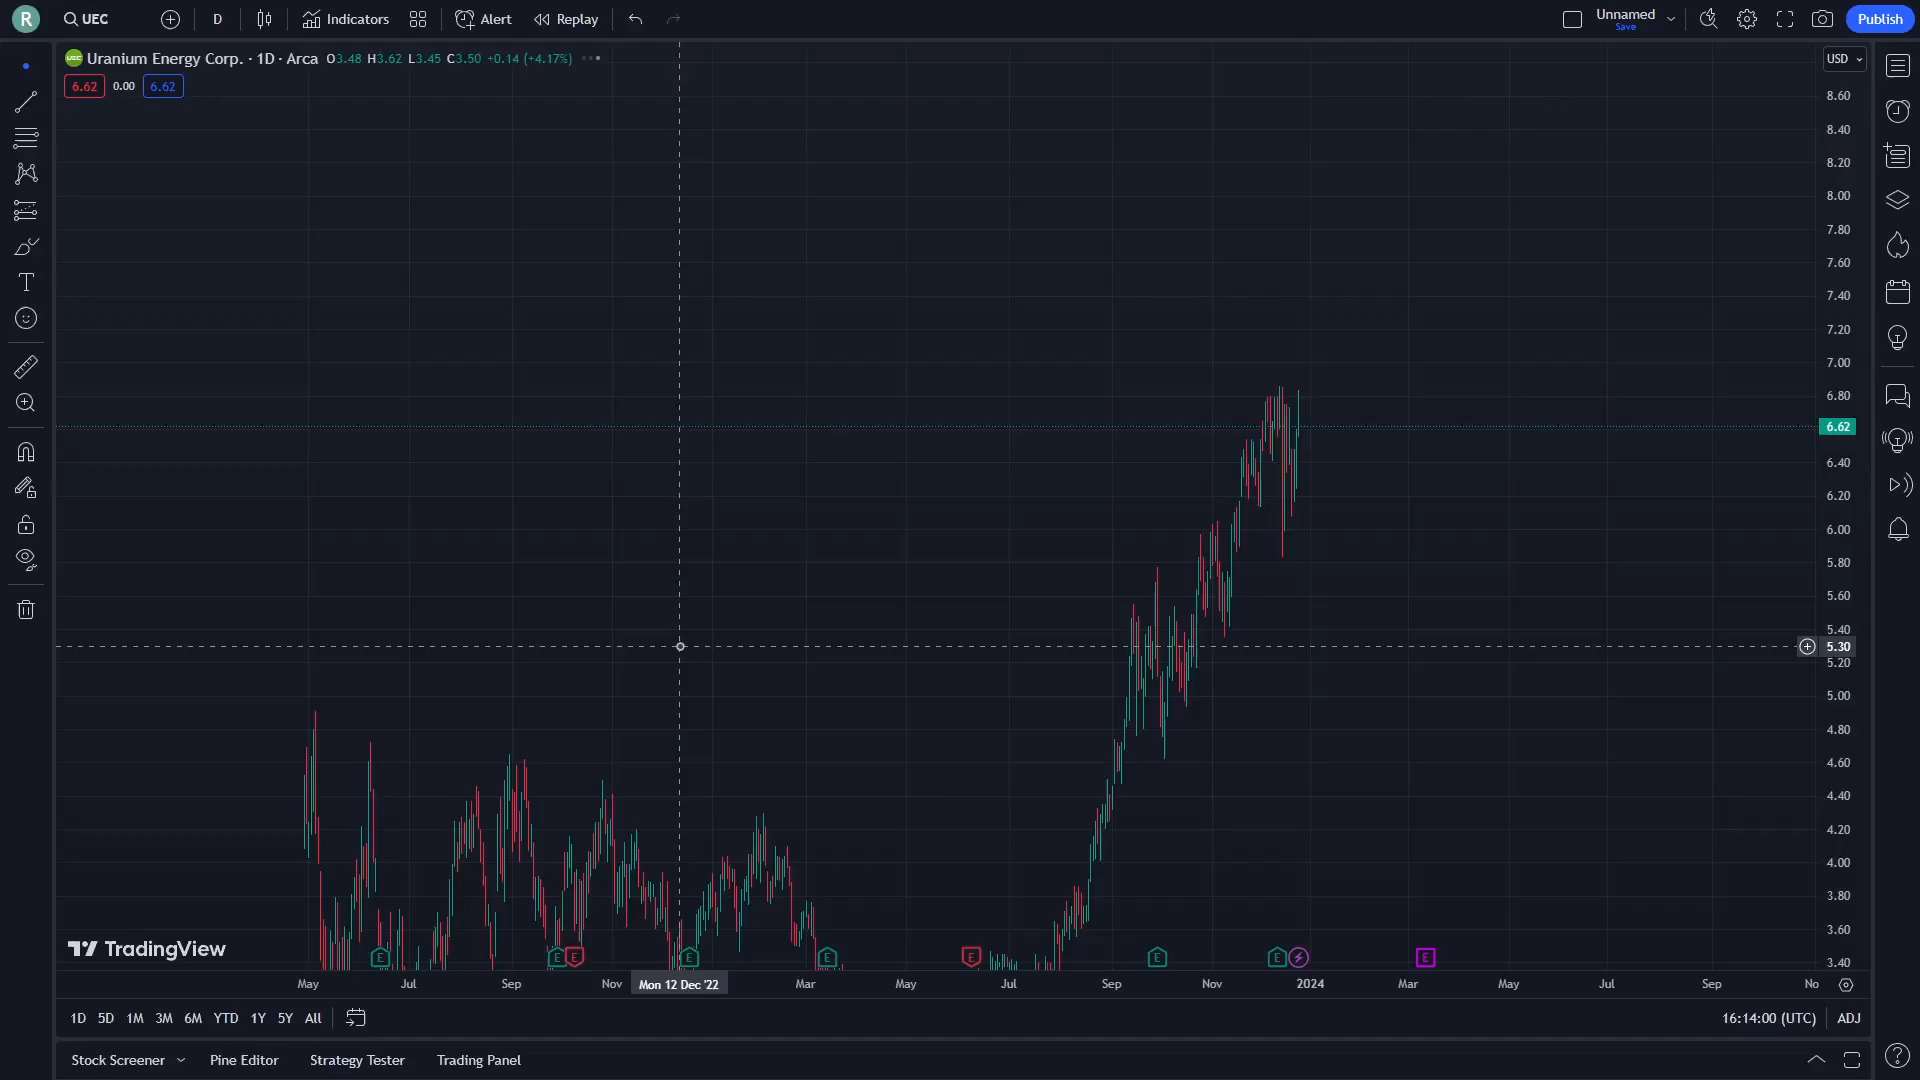 R
UEC
D
Indicators
Alert
Replay
Unnamed
Save
Publish
UEC
Uranium Energy Corp. · 1D · Arca O3.48 H3.62 L3.45 C3.50 +0.14 (+4.17%)
6.62 0.00 6.62
USD
8.60
8.40
8.20
8.00
7.80
7.60
7.40
7.20
7.00
6.80
6.62
6.40
6.20
6.00
5.80
5.60
5.40
5.30
5.20
5.00
4.80
4.60
4.40
4.20
4.00
3.80
3.60
3.40
TradingView
E E E E E E E E E
May Jul Sep Nov Mon 12 Dec '22 Mar May Jul Sep Nov 2024 Mar May Jul Sep No
1D 5D 1M 3M 6M YTD 1Y 5Y All
16:14:00 (UTC) ADJ
Stock Screener Pine Editor Strategy Tester Trading Panel